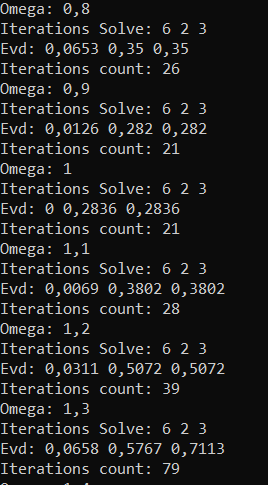 Omega: 0,8
Iterations Solve: 6 2 3
Evd: 0,0653 0,35 0,35
Iterations count: 26
Omega: 0,9
Iterations Solve: 6 2 3
Evd: 0,0126 0,282 0,282
Iterations count: 21
Omega: 1
Iterations Solve: 6 2 3
Evd: 0 0,2836 0,2836
Iterations count: 21
Omega: 1,1
Iterations Solve: 6 2 3
Evd: 0,0069 0,3802 0,3802
Iterations count: 28
Omega: 1,2
Iterations Solve: 6 2 3
Evd: 0,0311 0,5072 0,5072
Iterations count: 39
Omega: 1,3
Iterations Solve: 6 2 3
Evd: 0,0658 0,5767 0,7113
Iterations count: 79